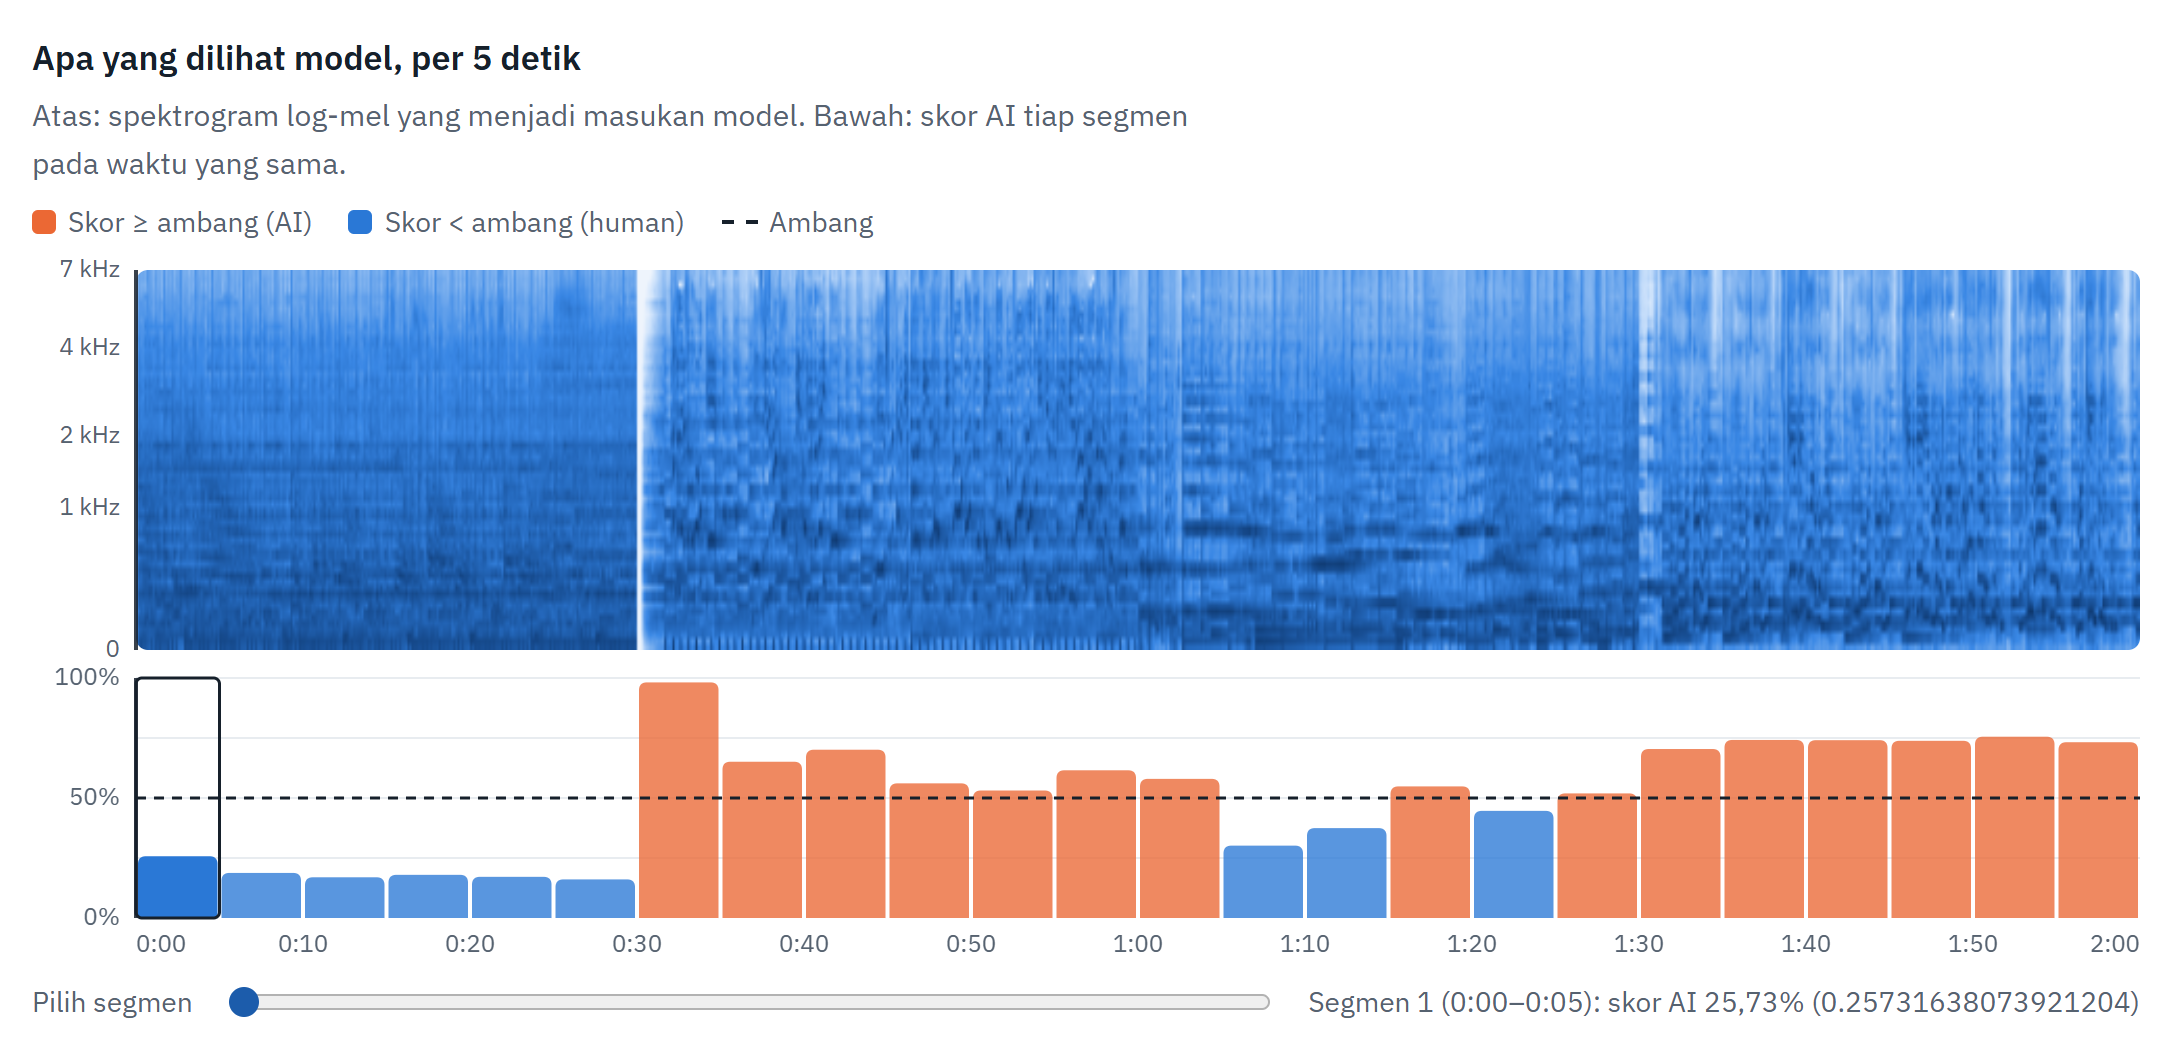 Apa yang dilihat model, per 5 detik
Atas: spektrogram log-mel yang menjadi masukan model. Bawah: skor AI tiap segmen
pada waktu yang sama.
Skor ≥ ambang (AI) Skor < ambang (human) Ambang
7 kHz
4 kHz
2 kHz
1 kHz
0
100%
50%
0%
0:00 0:10 0:20 0:30 0:40 0:50 1:00 1:10 1:20 1:30 1:40 1:50 2:00
Pilih segmen Segmen 1 (0:00–0:05): skor AI 25,73% (0.25731638073921204)